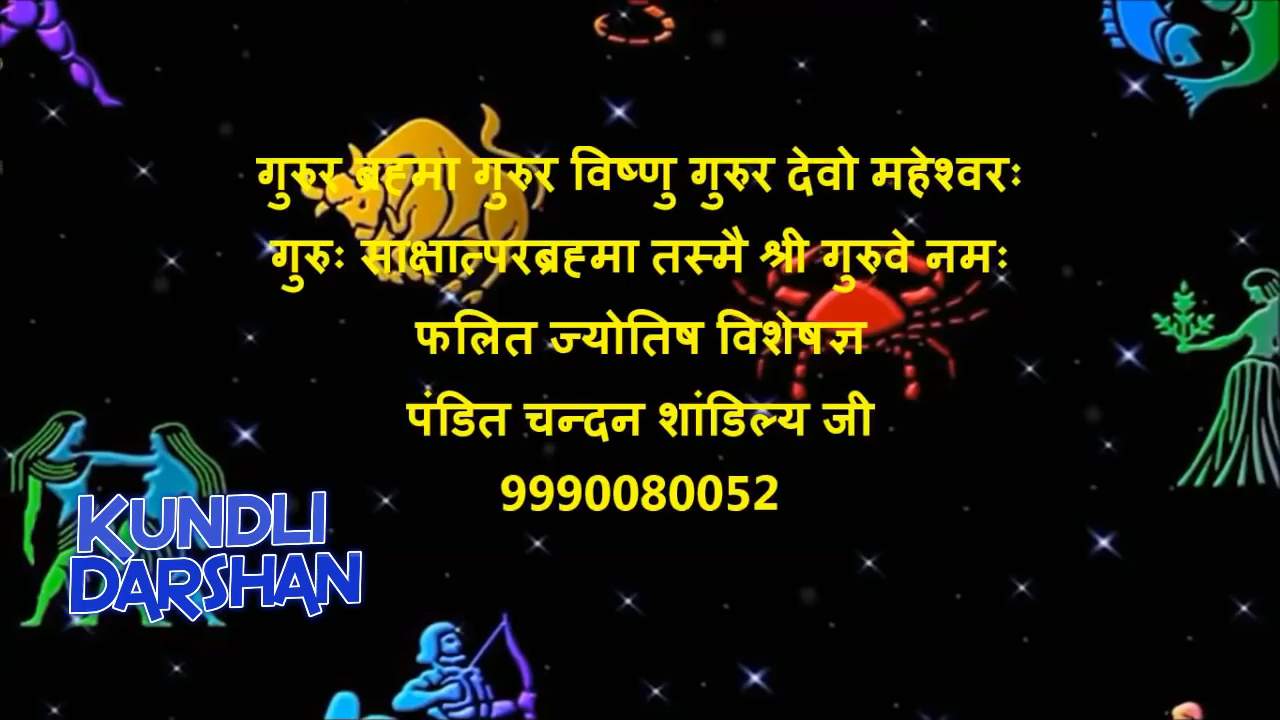 गुरुर ब्रह्मा गुरुर विष्णु गुरुर देवो महेश्वरः
गुरुः साक्षात्परब्रह्मा तस्मै श्री गुरुवे नमः
फलित ज्योतिष विशेषज्ञ
पंडित चन्दन शांडिल्य जी
9990080052
KUNDLI
DARSHAN